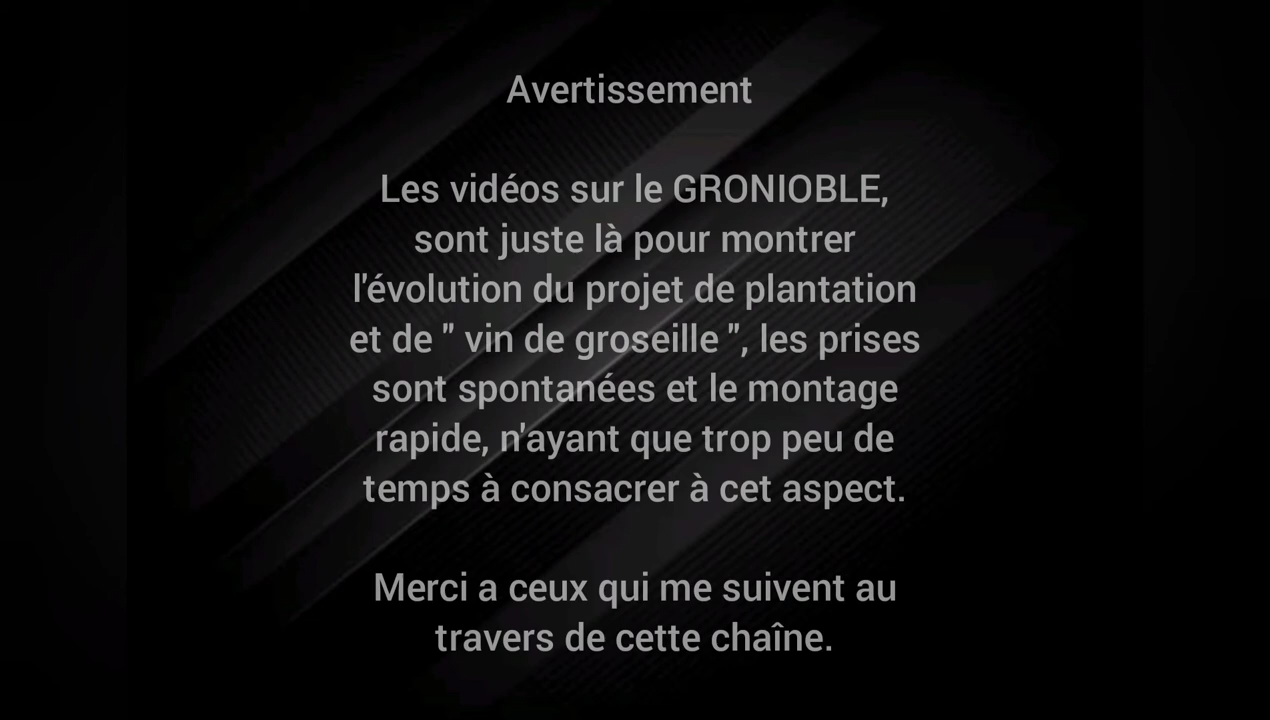 Avertissement
Les vidéos sur le GRONIOBLE,
sont juste là pour montrer
l'évolution du projet de plantation
et de " vin de groseille ", les prises
sont spontanées et le montage
rapide, n'ayant que trop peu de
temps à consacrer à cet aspect.
Merci a ceux qui me suivent au
travers de cette chaîne.